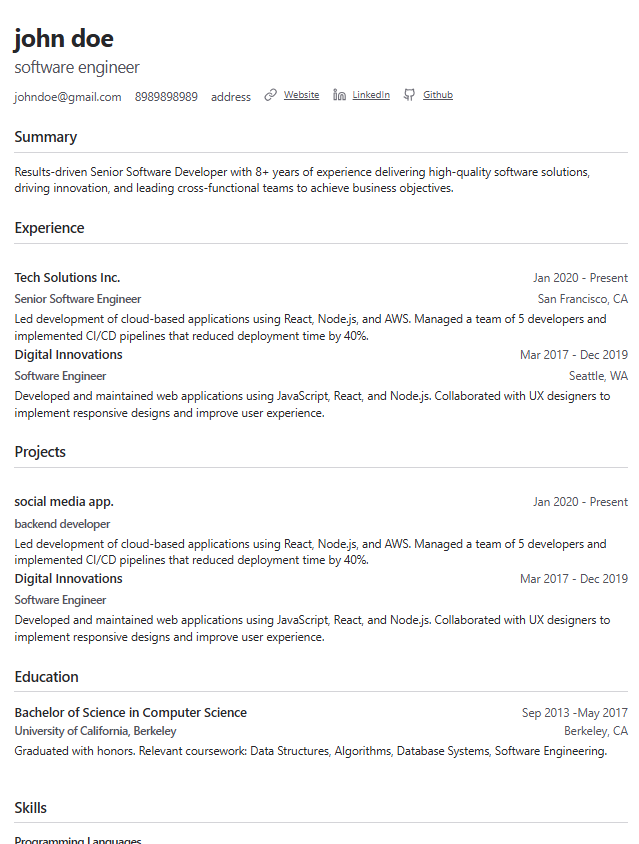 john doe
software engineer
johndoe@gmail.com 8989898989 address Website LinkedIn Github
Summary
Results-driven Senior Software Developer with 8+ years of experience delivering high-quality software solutions,
driving innovation, and leading cross-functional teams to achieve business objectives.
Experience
Tech Solutions Inc. Jan 2020 - Present
Senior Software Engineer San Francisco, CA
Led development of cloud-based applications using React, Node.js, and AWS. Managed a team of 5 developers and
implemented CI/CD pipelines that reduced deployment time by 40%.
Digital Innovations Mar 2017 - Dec 2019
Software Engineer Seattle, WA
Developed and maintained web applications using JavaScript, React, and Node.js. Collaborated with UX designers to
implement responsive designs and improve user experience.
Projects
social media app. Jan 2020 - Present
backend developer
Led development of cloud-based applications using React, Node.js, and AWS. Managed a team of 5 developers and
implemented CI/CD pipelines that reduced deployment time by 40%.
Digital Innovations Mar 2017 - Dec 2019
Software Engineer
Developed and maintained web applications using JavaScript, React, and Node.js. Collaborated with UX designers to
implement responsive designs and improve user experience.
Education
Bachelor of Science in Computer Science Sep 2013 -May 2017
University of California, Berkeley Berkeley, CA
Graduated with honors. Relevant coursework: Data Structures, Algorithms, Database Systems, Software Engineering.
Skills
Programming Languages